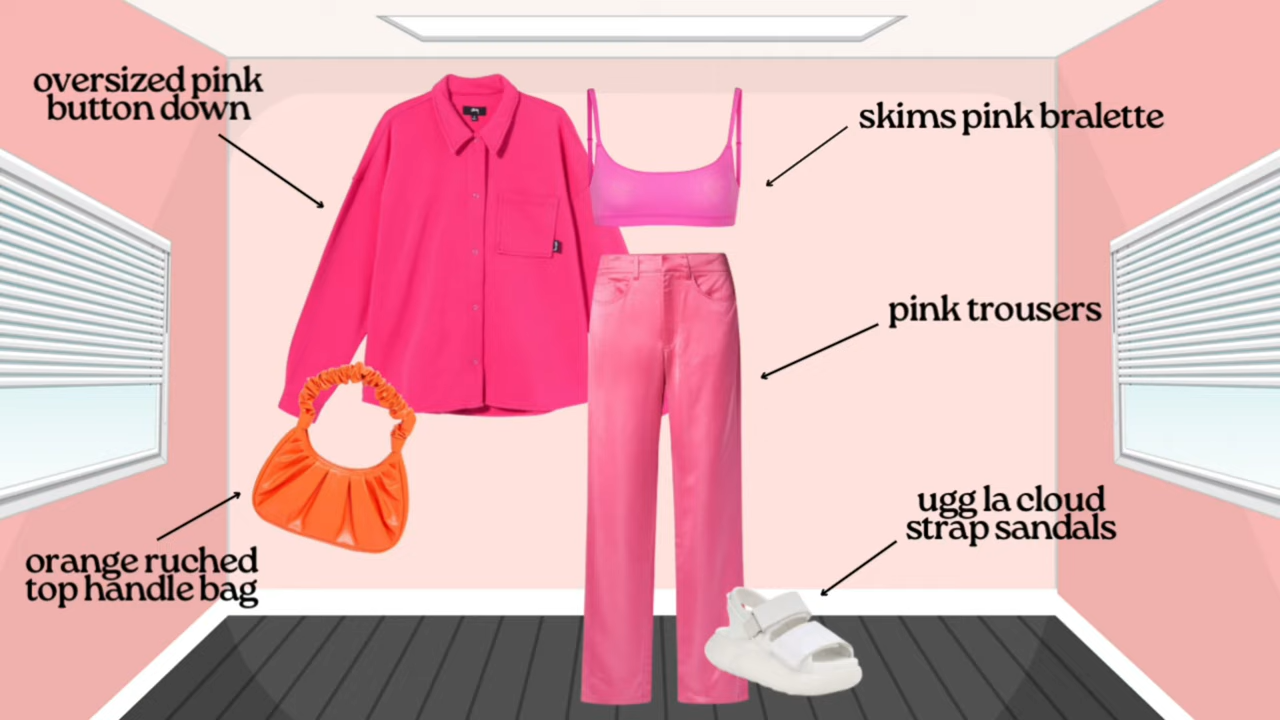 oversized pink
button down
skims pink bralette
pink trousers
ugg la cloud
strap sandals
orange ruched
top handle bag